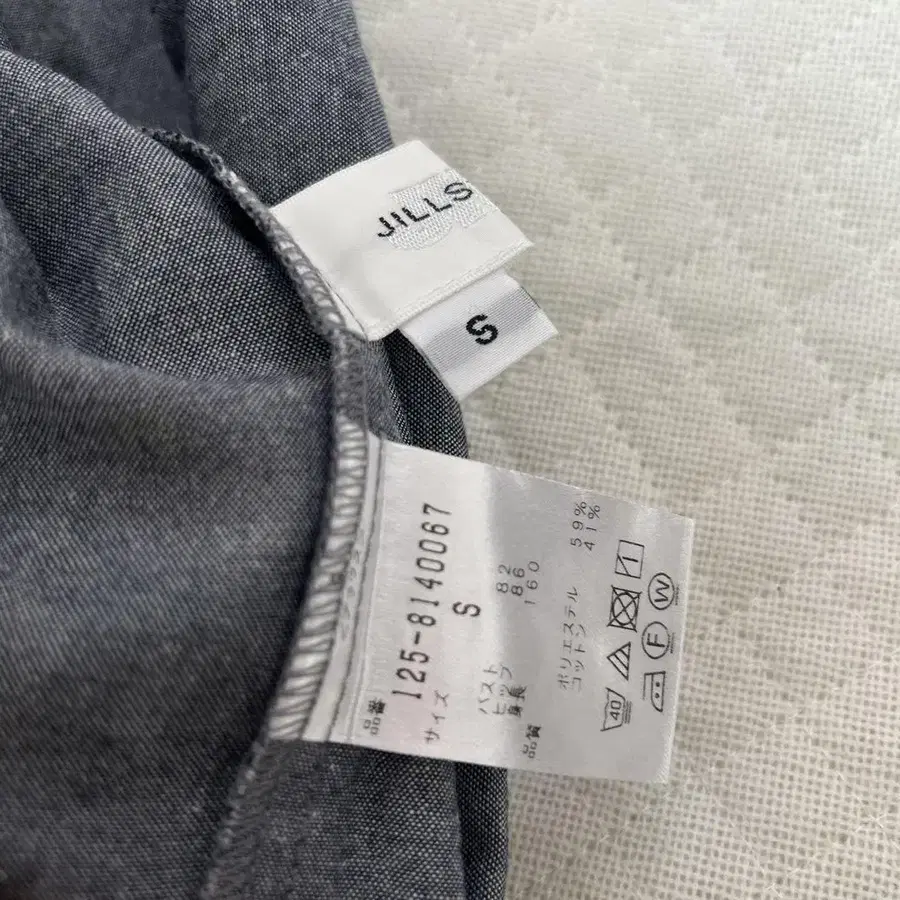 JILLS
S
品番
125-8140067
サイズ S
バスト 82
ヒップ 86
身長 160
品質
ポリエステル 59%
コットン 41%
40
F
W